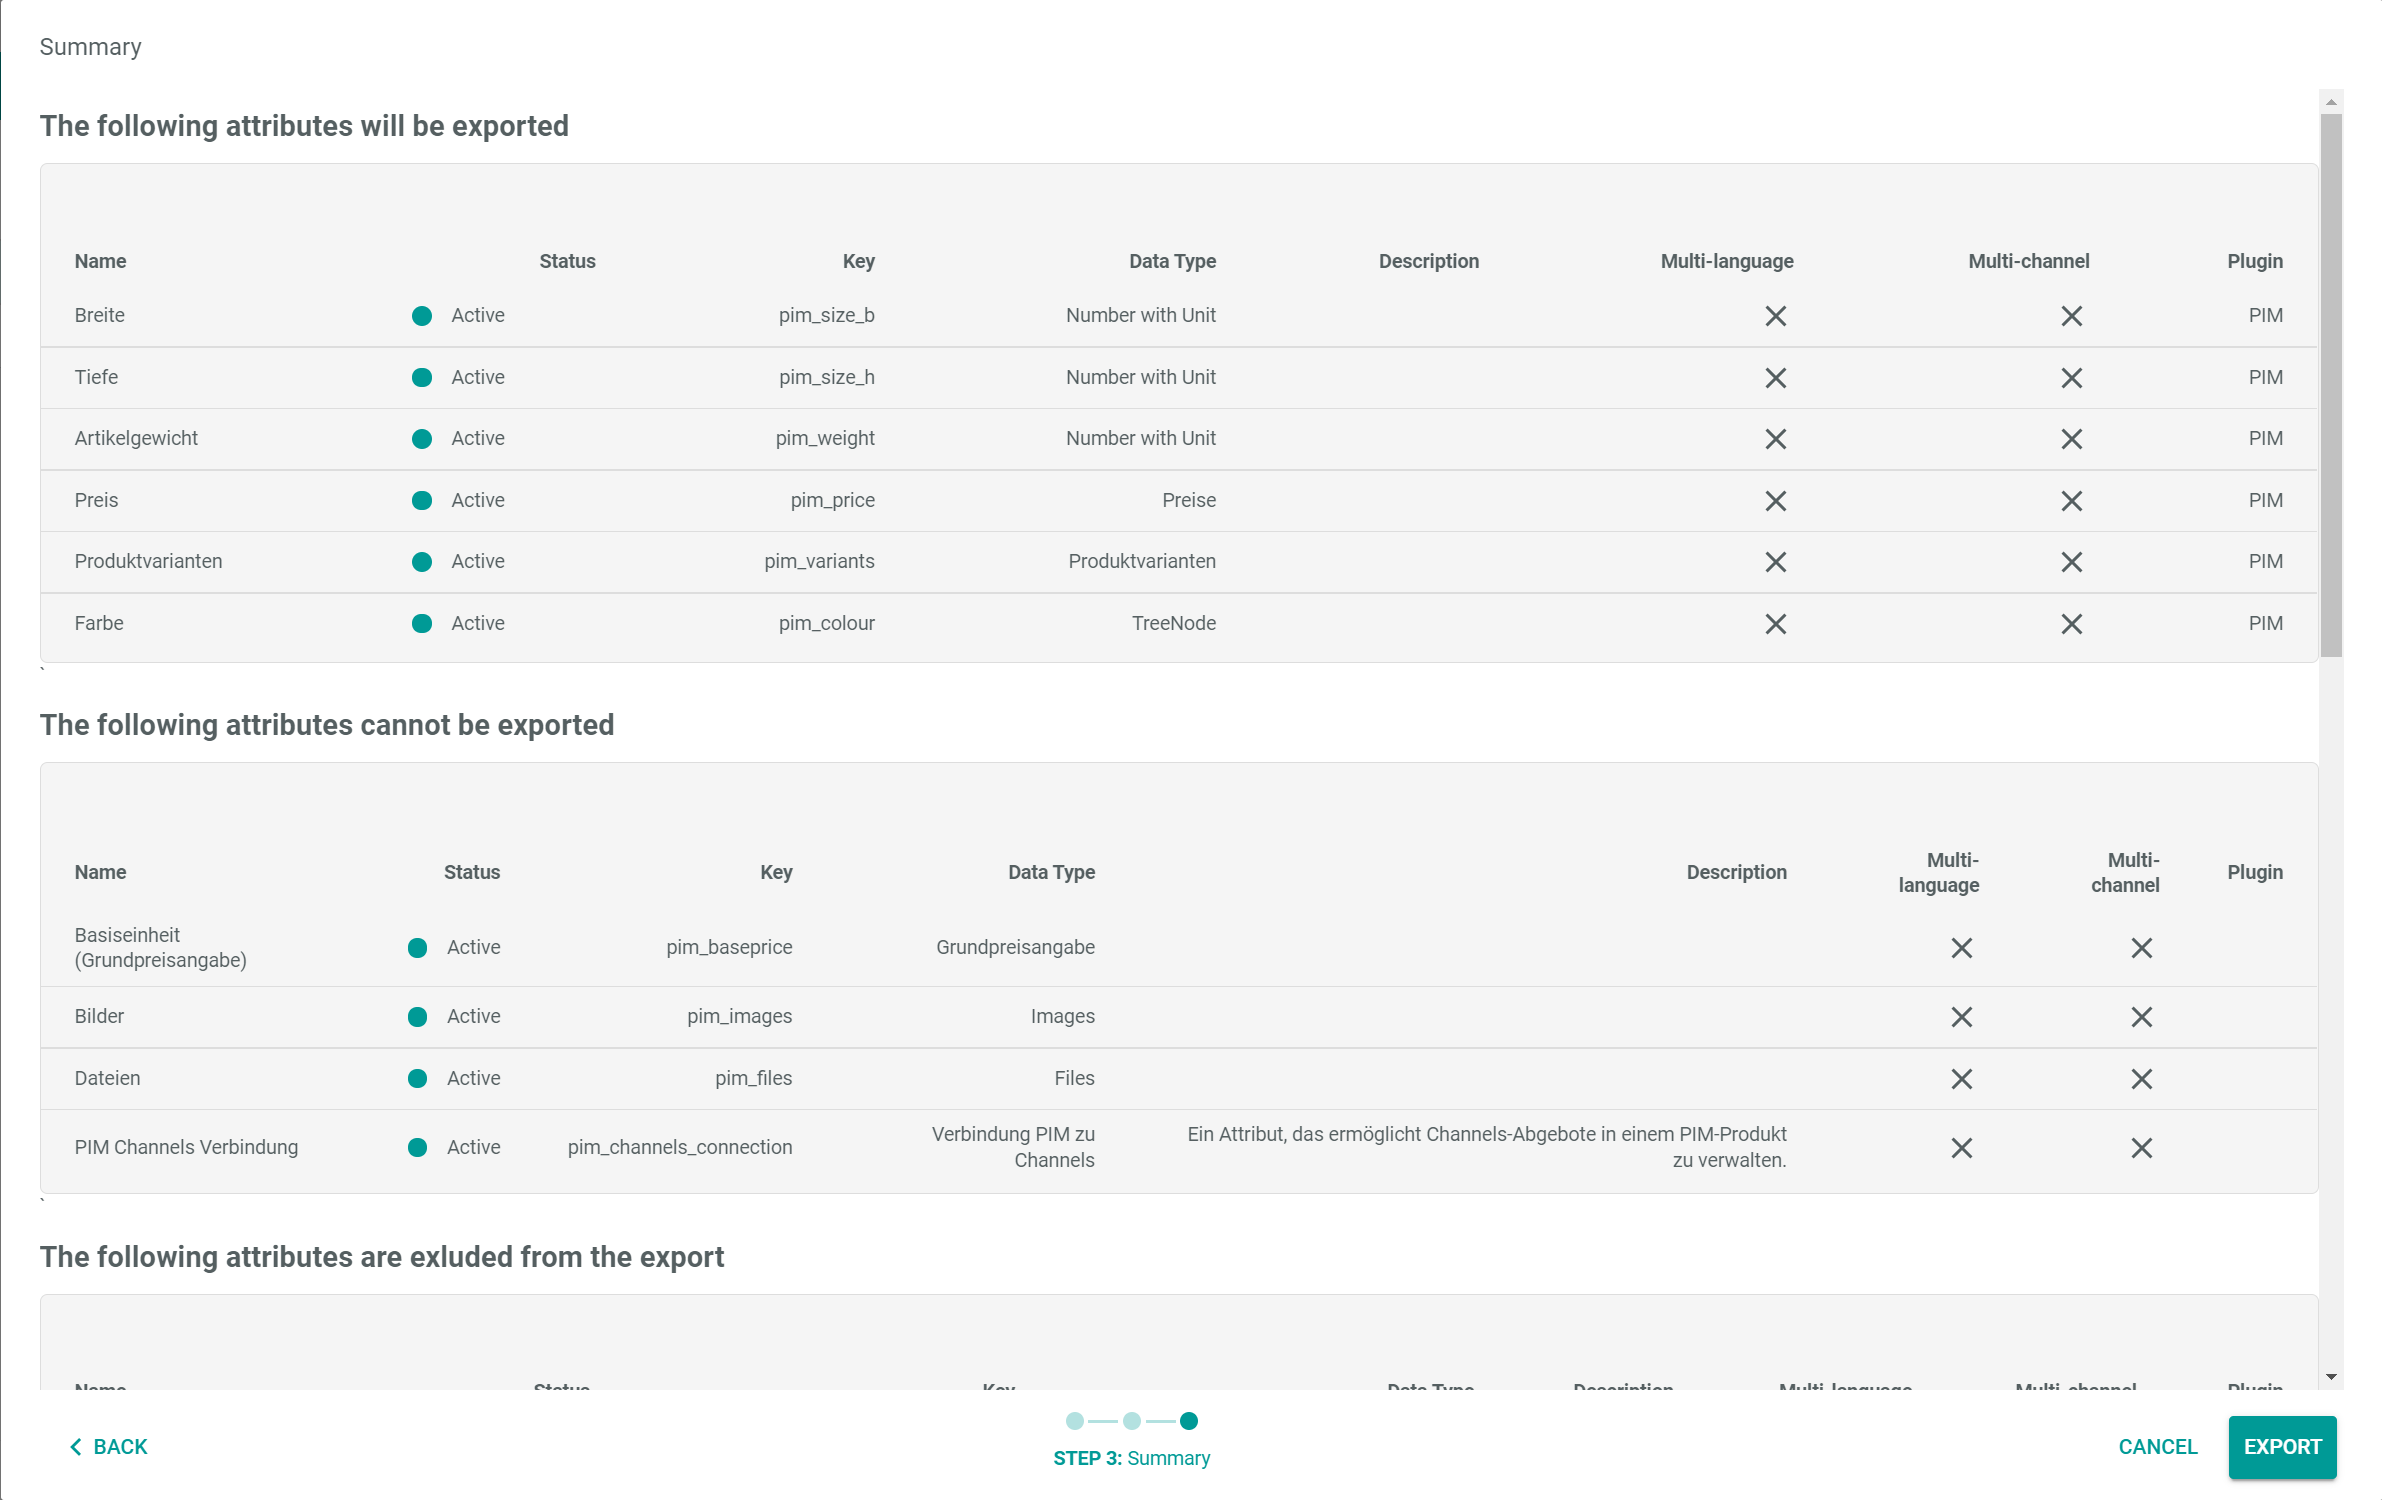 Summary
The following attributes will be exported
Name Status Key Data Type Description Multi-language Multi-channel Plugin
Breite Active pim_size_b Number with Unit PIM
Tiefe Active pim_size_h Number with Unit PIM
Artikelgewicht Active pim_weight Number with Unit PIM
Preis Active pim_price Preise PIM
Produktvarianten Active pim_variants Produktvarianten PIM
Farbe Active pim_colour TreeNode PIM
`
The following attributes cannot be exported
Name Status Key Data Type Description Multi-language Multi-channel Plugin
Basiseinheit (Grundpreisangabe) Active pim_baseprice Grundpreisangabe
Bilder Active pim_images Images
Dateien Active pim_files Files
PIM Channels Verbindung Active pim_channels_connection Verbindung PIM zu Channels Ein Attribut, das ermöglicht Channels-Abgebote in einem PIM-Produkt zu verwalten.
`
The following attributes are exluded from the export
Name Status Key Data Type Description Multi-language Multi-channel Plugin
BACK
STEP 3: Summary
CANCEL
EXPORT